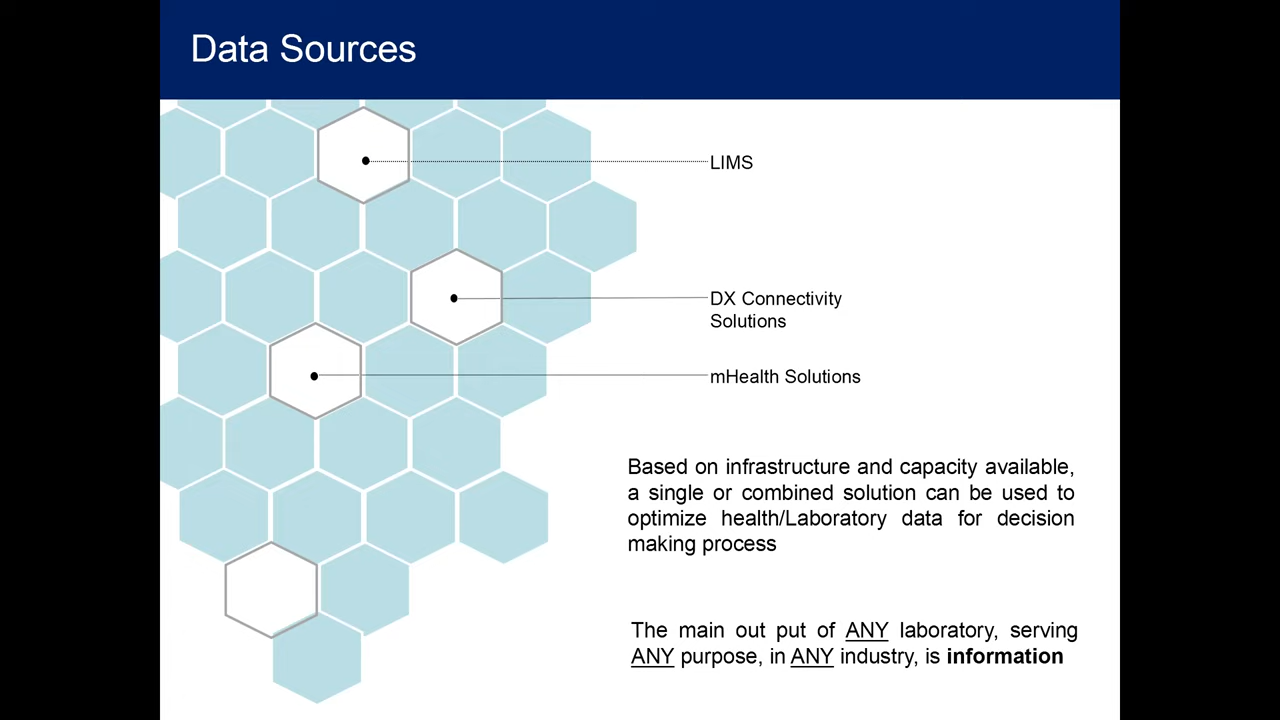 Data Sources
LIMS
DX Connectivity
Solutions
mHealth Solutions
Based on infrastructure and capacity available,
a single or combined solution can be used to
optimize health/Laboratory data for decision
making process
The main out put of ANY laboratory, serving
ANY purpose, in ANY industry, is information